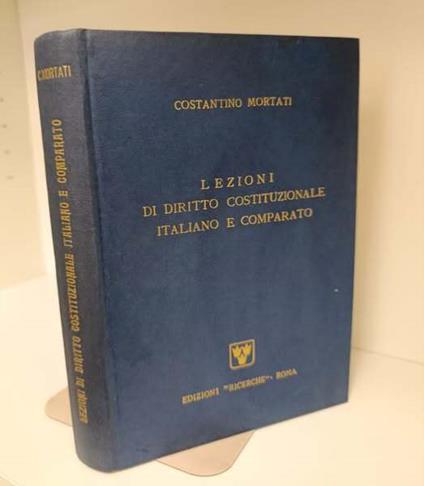 C. MORTATI
LEZIONI DI DIRITTO COSTITUZIONALE ITALIANO E COMPARATO
COSTANTINO MORTATI
LEZIONI
DI DIRITTO COSTITUZIONALE
ITALIANO E COMPARATO
EDIZIONI "RICERCHE" ROMA